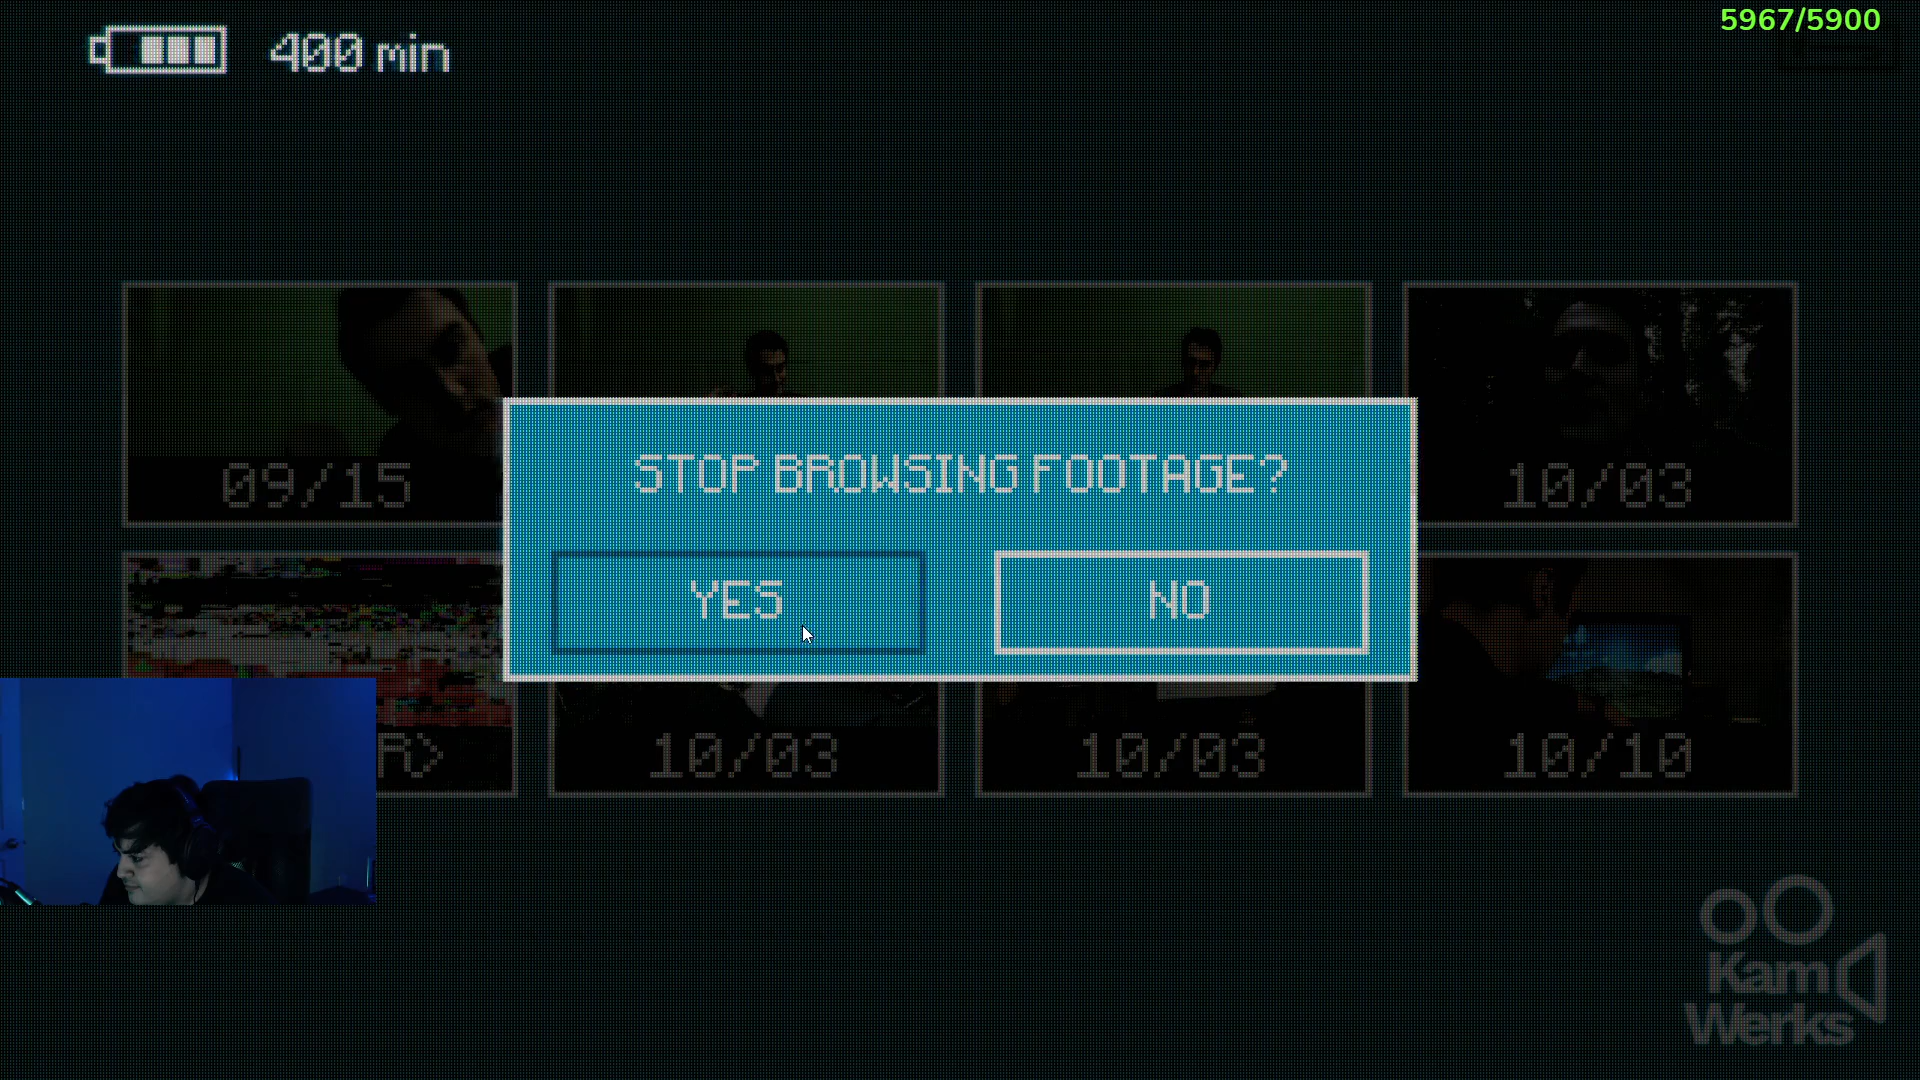 400 min
5967/5900
STOP BROWSING FOOTAGE?
YES
NO
09/15
10/03
R>
10/03
10/03
10/10
Kam
Werks